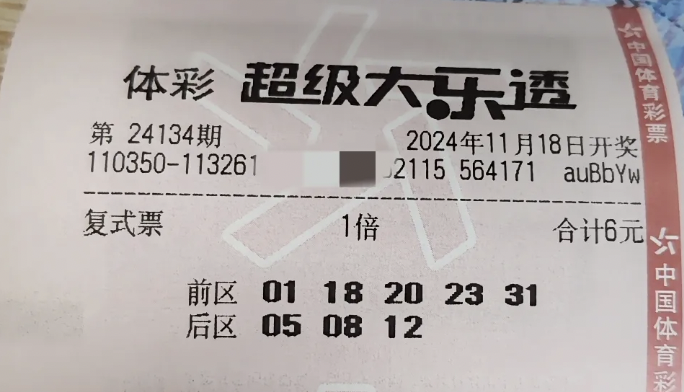 体彩 超级大乐透
第 24134期 2024年11月18日开奖
110350-113261 2115 564171 auBbYw
复式票 1倍 合计6元
前区 01 18 20 23 31
后区 05 08 12
中国体育彩票
中国体育彩